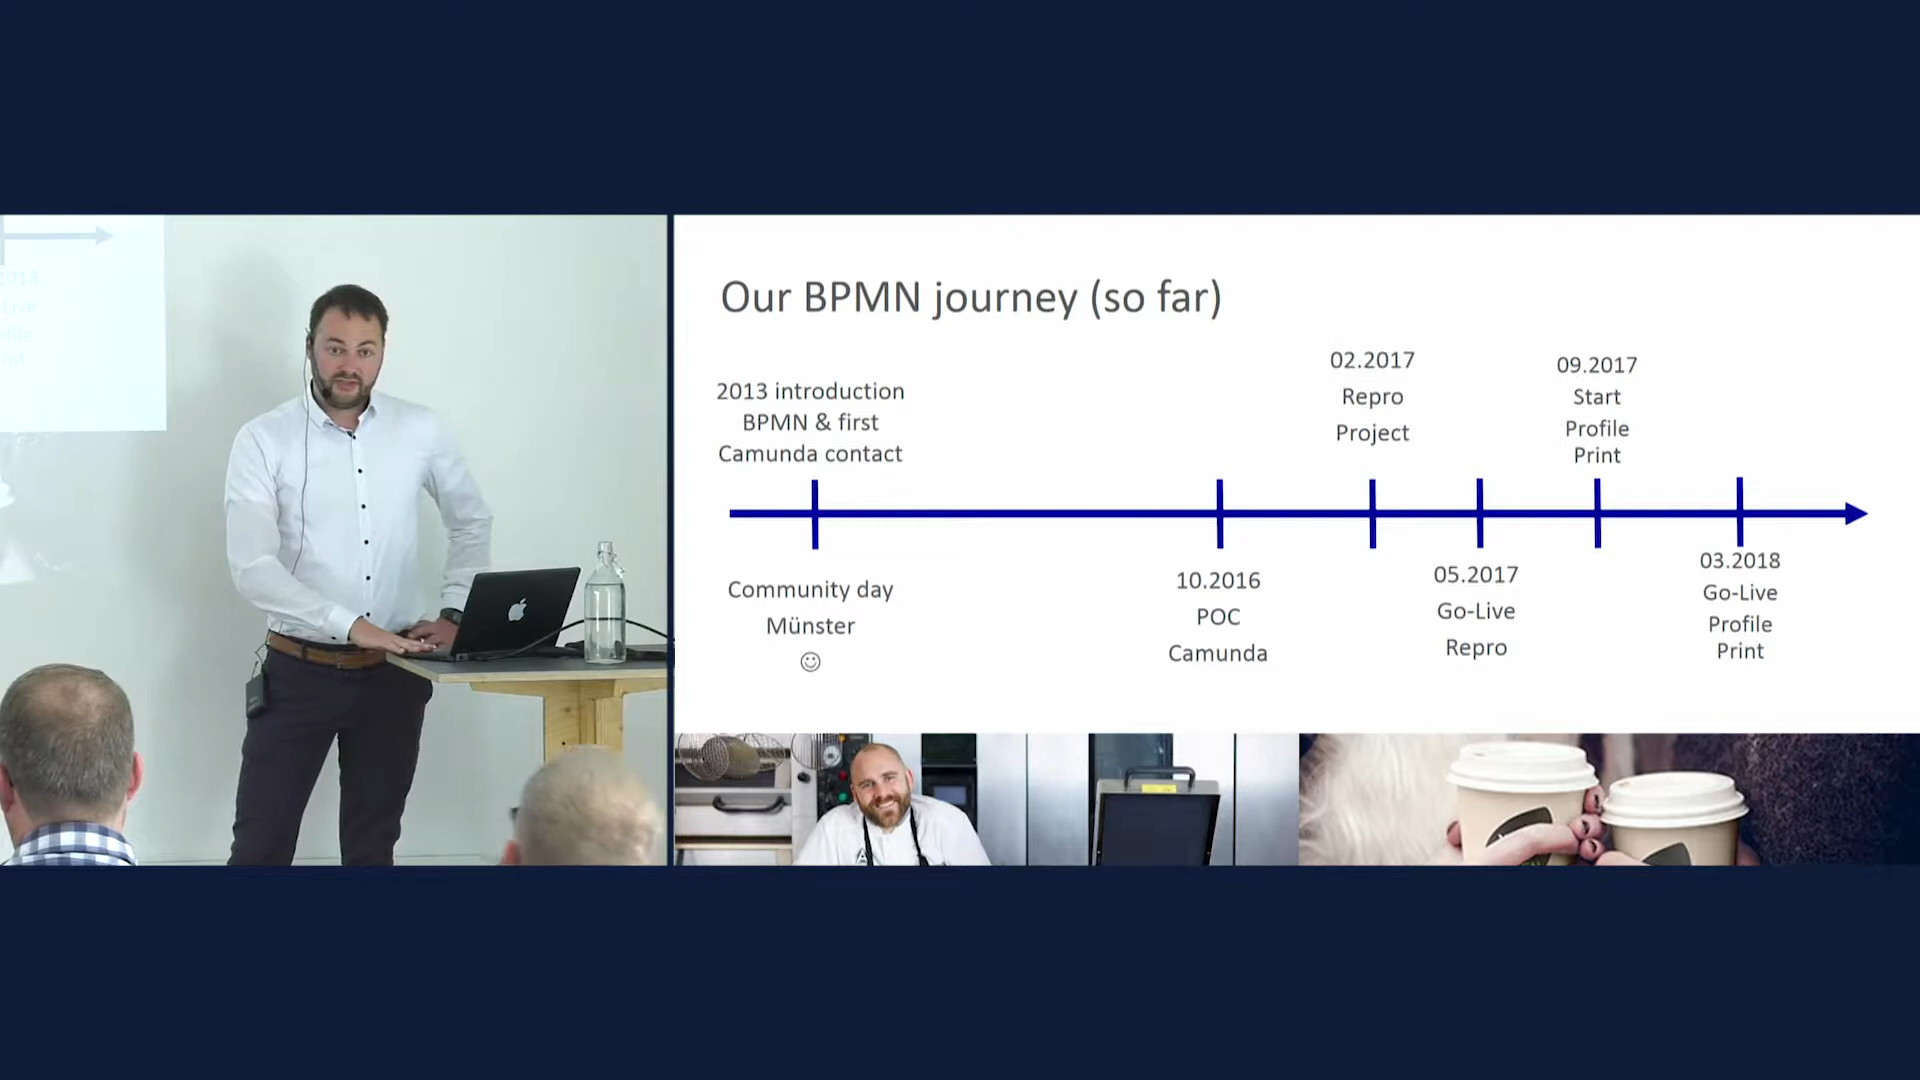 Our BPMN journey (so far)
2013 introduction
BPMN & first
Camunda contact
Community day
Münster
☺
10.2016
POC
Camunda
02.2017
Repro
Project
05.2017
Go-Live
Repro
09.2017
Start
Profile
Print
03.2018
Go-Live
Profile
Print